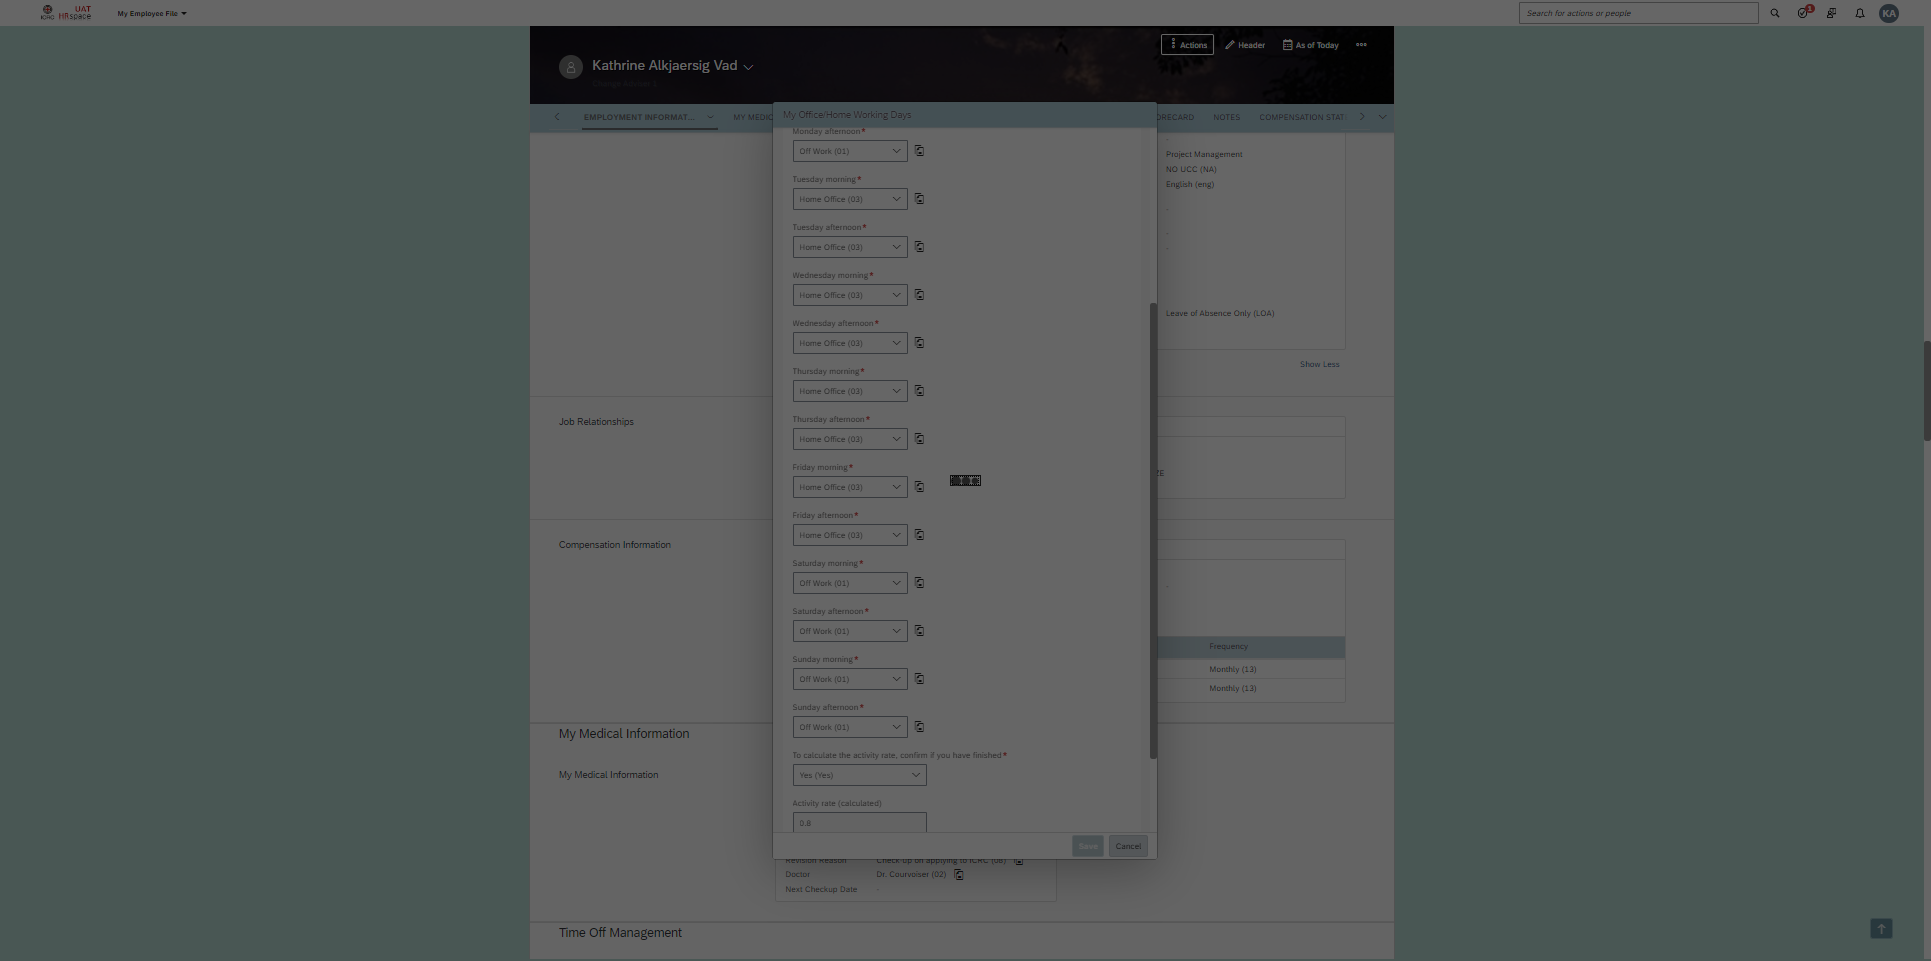 ICRC
UAT
HRspace
My Employee File
Search for actions or people
1
KA
Actions
Header
As of Today
Kathrine Alkjaersig Vad
EMPLOYMENT INFORMAT...
MY MEDIC
ORECARD
NOTES
COMPENSATION STAT
My Office/Home Working Days
Monday afternoon*
Off Work (01)
Tuesday morning*
Home Office (03)
Tuesday afternoon*
Home Office (03)
Wednesday morning*
Home Office (03)
Wednesday afternoon*
Home Office (03)
Thursday morning*
Home Office (03)
Thursday afternoon*
Home Office (03)
Friday morning*
Home Office (03)
Friday afternoon*
Home Office (03)
Saturday morning*
Off Work (01)
Saturday afternoon*
Off Work (01)
Sunday morning*
Off Work (01)
Sunday afternoon*
Off Work (01)
To calculate the activity rate, confirm if you have finished*
Yes (Yes)
Activity rate (calculated)
0.8
Save
Cancel
-
Project Management
NO UCC (NA)
English (eng)
-
-
-
Leave of Absence Only (LOA)
Show Less
Job Relationships
ZE
Compensation Information
-
Frequency
Monthly (13)
Monthly (13)
My Medical Information
My Medical Information
Revision Reason
Check up on applying to ICRC (06)
Doctor
Dr. Courvoiser (02)
Next Checkup Date
-
Time Off Management